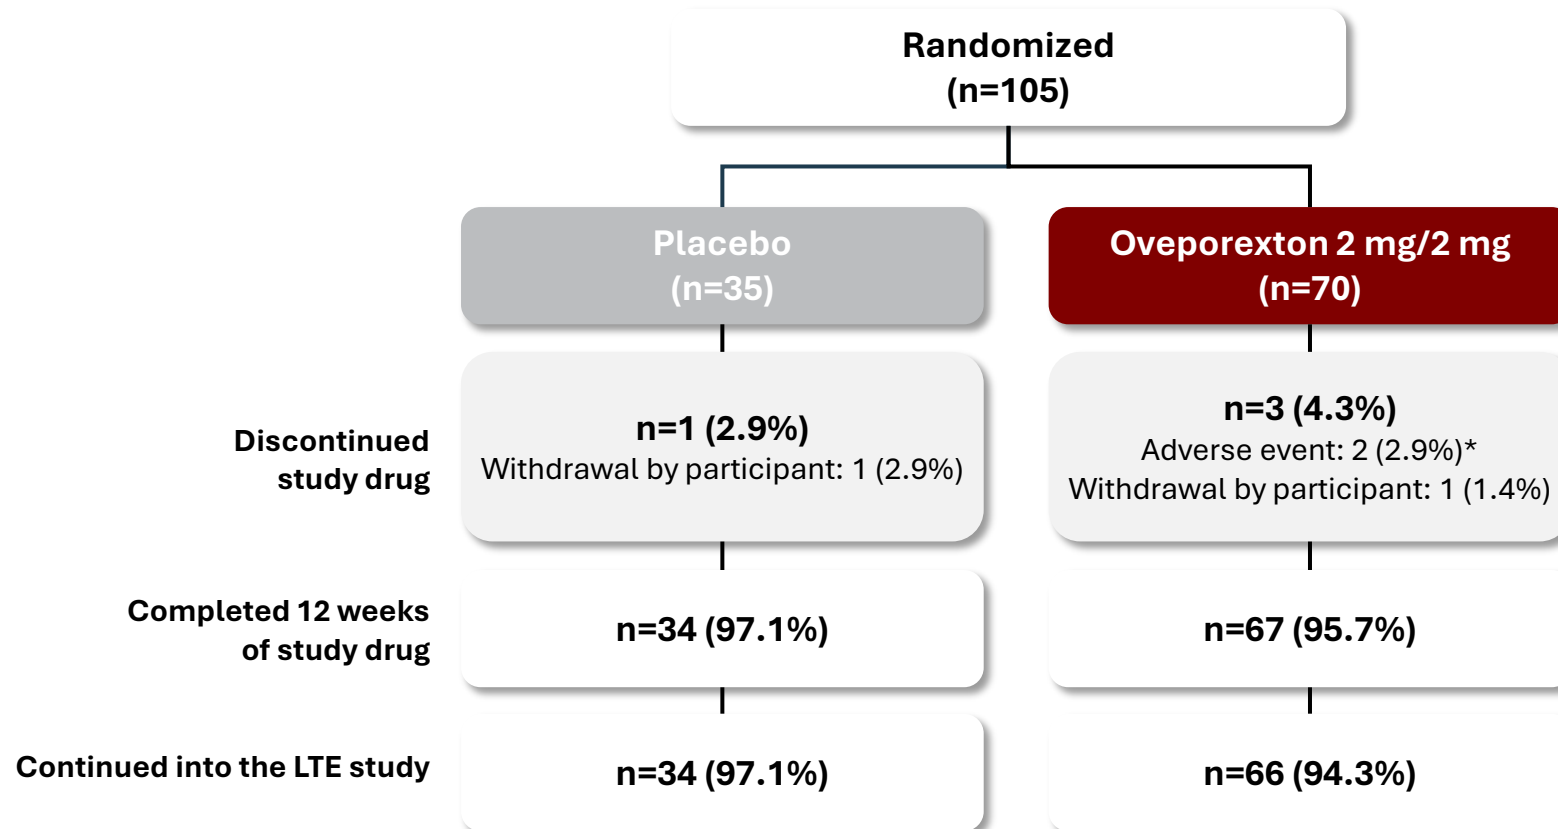 Randomized
(n=105)
Placebo
(n=35)
Oveporexton 2 mg/2 mg
(n=70)
Discontinued
study drug
n=1 (2.9%)
Withdrawal by participant: 1 (2.9%)
n=3 (4.3%)
Adverse event: 2 (2.9%)*
Withdrawal by participant: 1 (1.4%)
Completed 12 weeks
of study drug
n=34 (97.1%)
n=67 (95.7%)
Continued into the LTE study
n=34 (97.1%)
n=66 (94.3%)